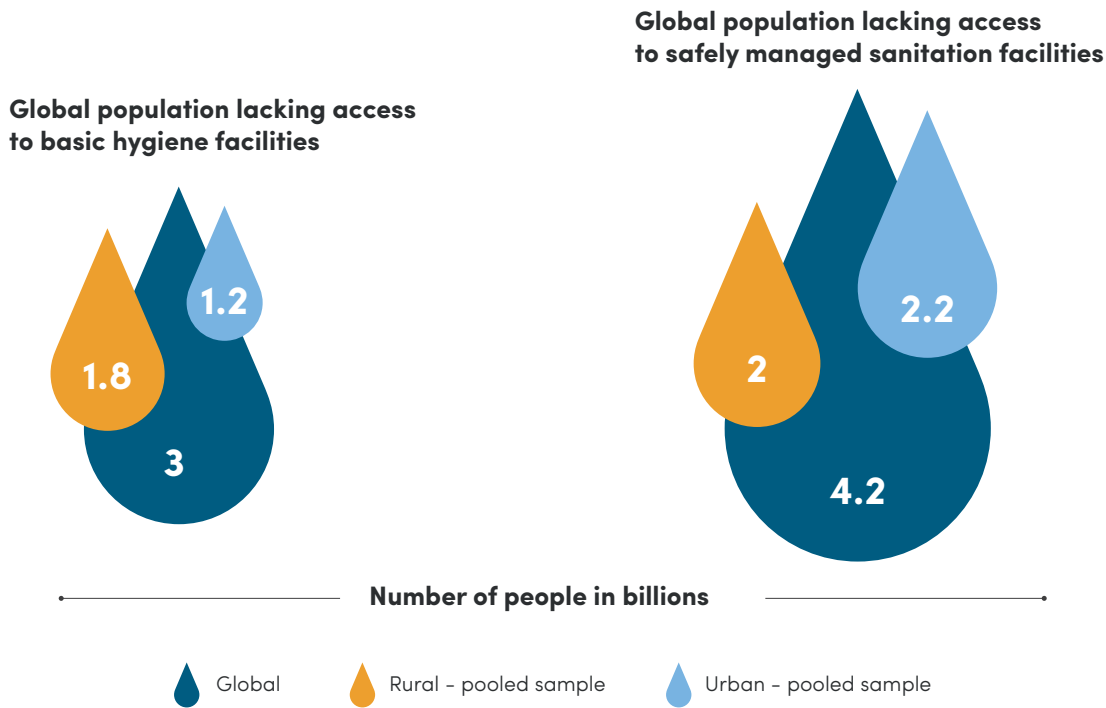 Global population lacking access
to basic hygiene facilities
1.8
3
1.2
Global population lacking access
to safely managed sanitation facilities
2
4.2
2.2
Number of people in billions
Global
Rural - pooled sample
Urban - pooled sample